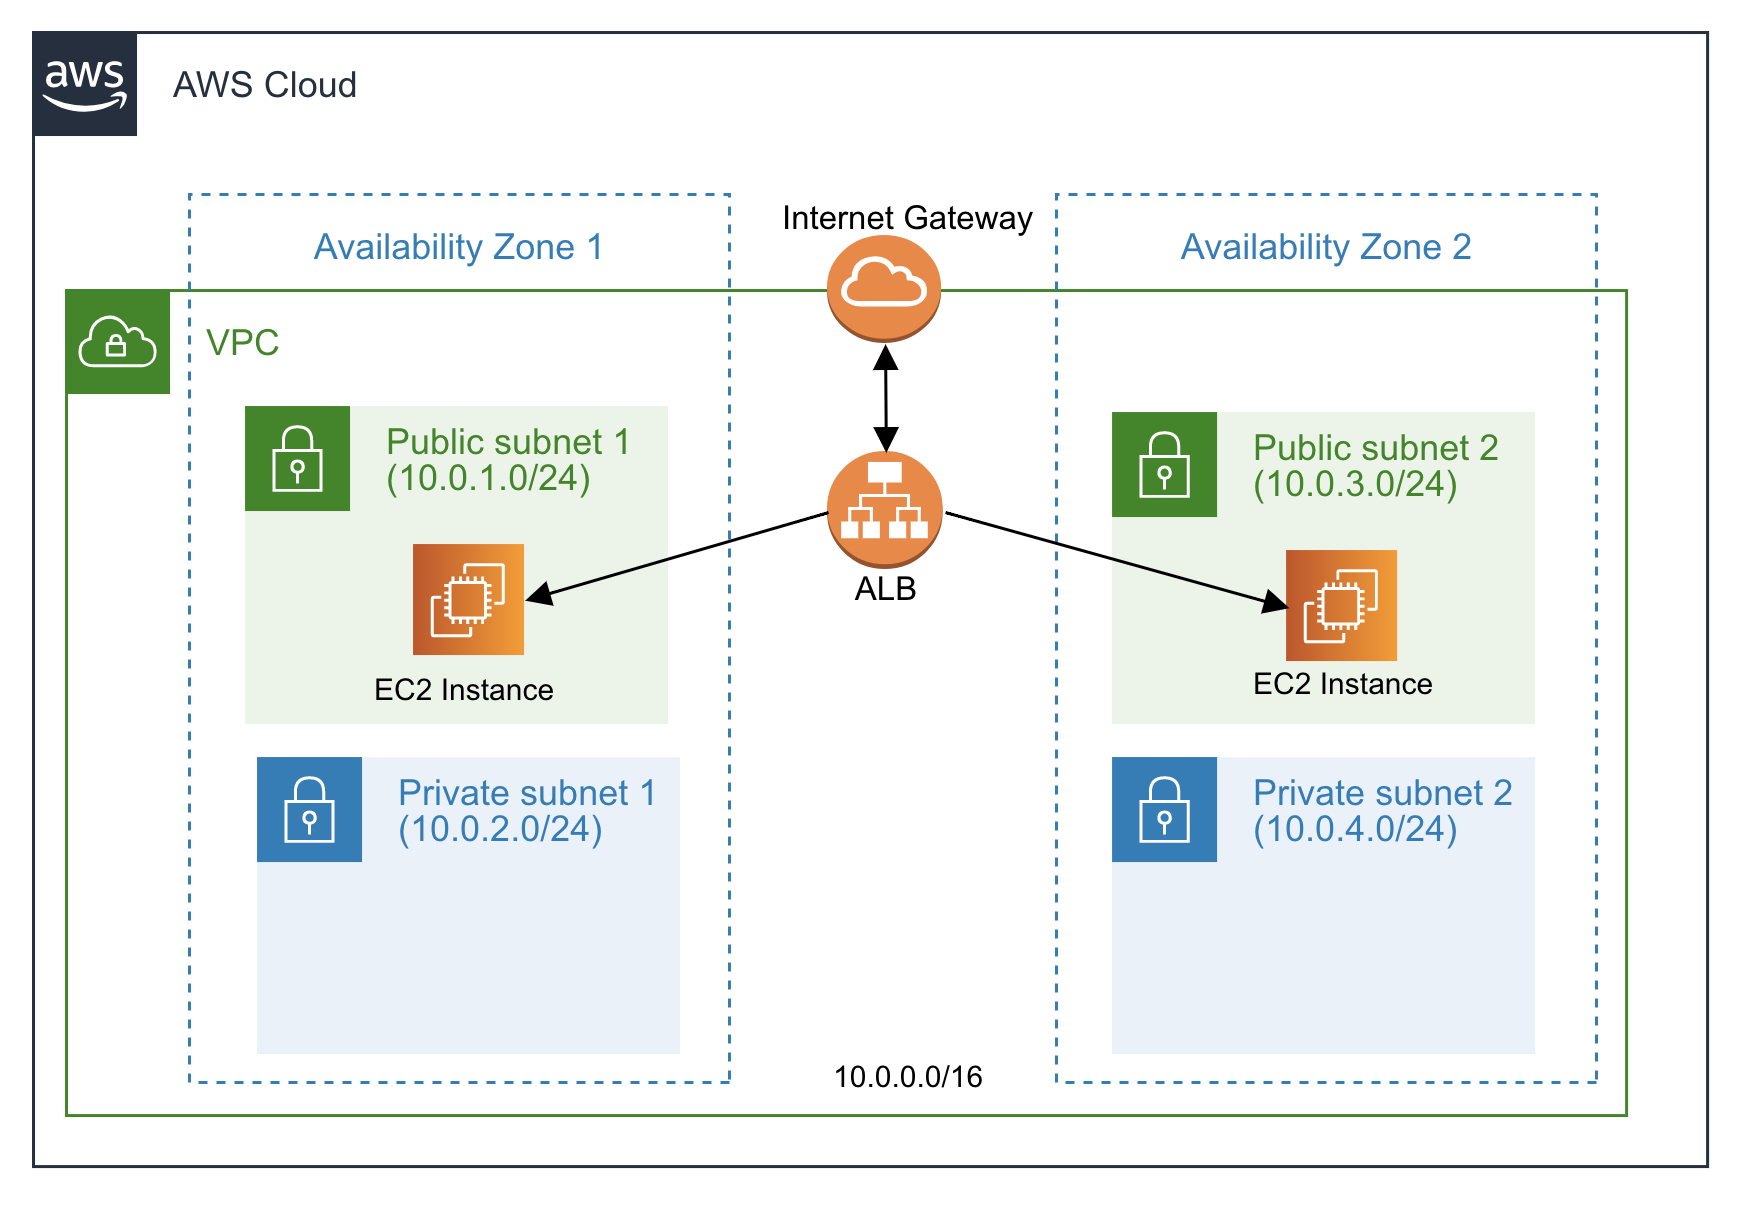 aws
AWS Cloud
Internet Gateway
Availability Zone 1
Availability Zone 2
VPC
Public subnet 1
(10.0.1.0/24)
Public subnet 2
(10.0.3.0/24)
ALB
EC2 Instance
EC2 Instance
Private subnet 1
(10.0.2.0/24)
Private subnet 2
(10.0.4.0/24)
10.0.0.0/16